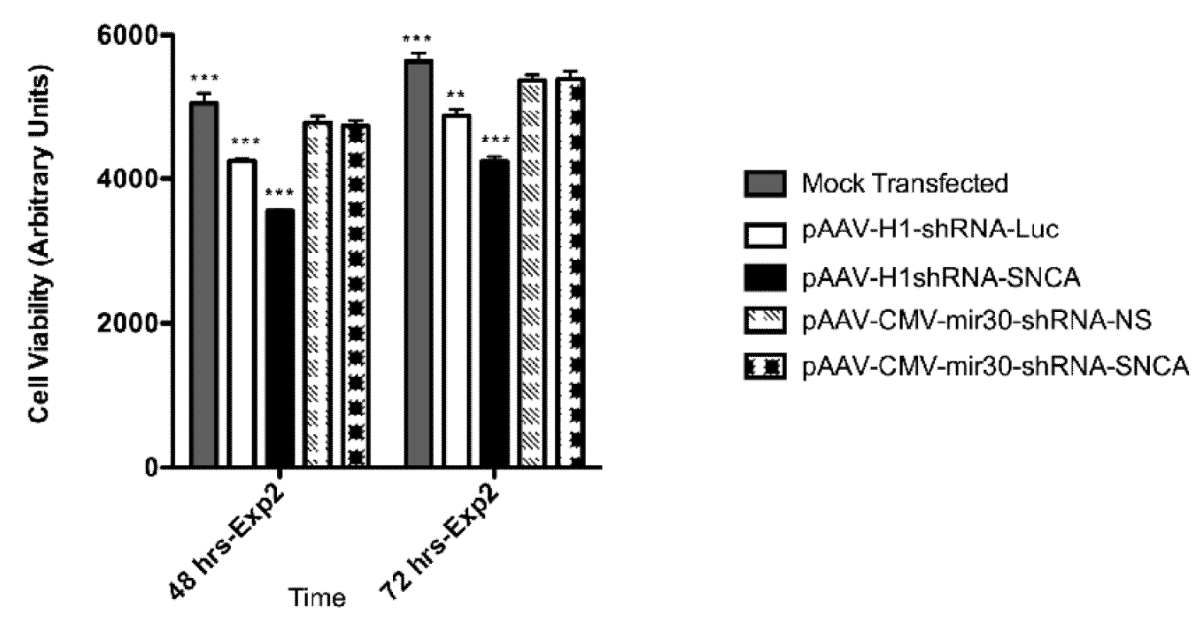 Cell Viability (Arbitrary Units)
6000
4000
2000
0
***
***
***
***
**
***
48 hrs-Exp2
72 hrs-Exp2
Time
Mock Transfected
pAAV-H1-shRNA-Luc
pAAV-H1shRNA-SNCA
pAAV-CMV-mir30-shRNA-NS
pAAV-CMV-mir30-shRNA-SNCA